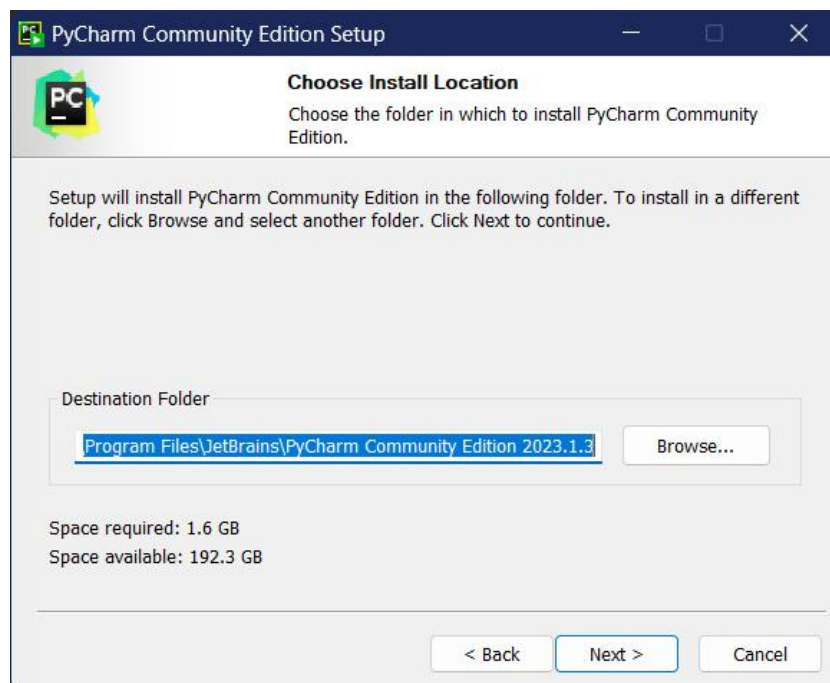 PyCharm Community Edition Setup
PC
Choose Install Location
Choose the folder in which to install PyCharm Community
Edition.
Setup will install PyCharm Community Edition in the following folder. To install in a different
folder, click Browse and select another folder. Click Next to continue.
Destination Folder
Program Files\JetBrains\PyCharm Community Edition 2023.1.3
Browse...
Space required: 1.6 GB
Space available: 192.3 GB
< Back
Next >
Cancel